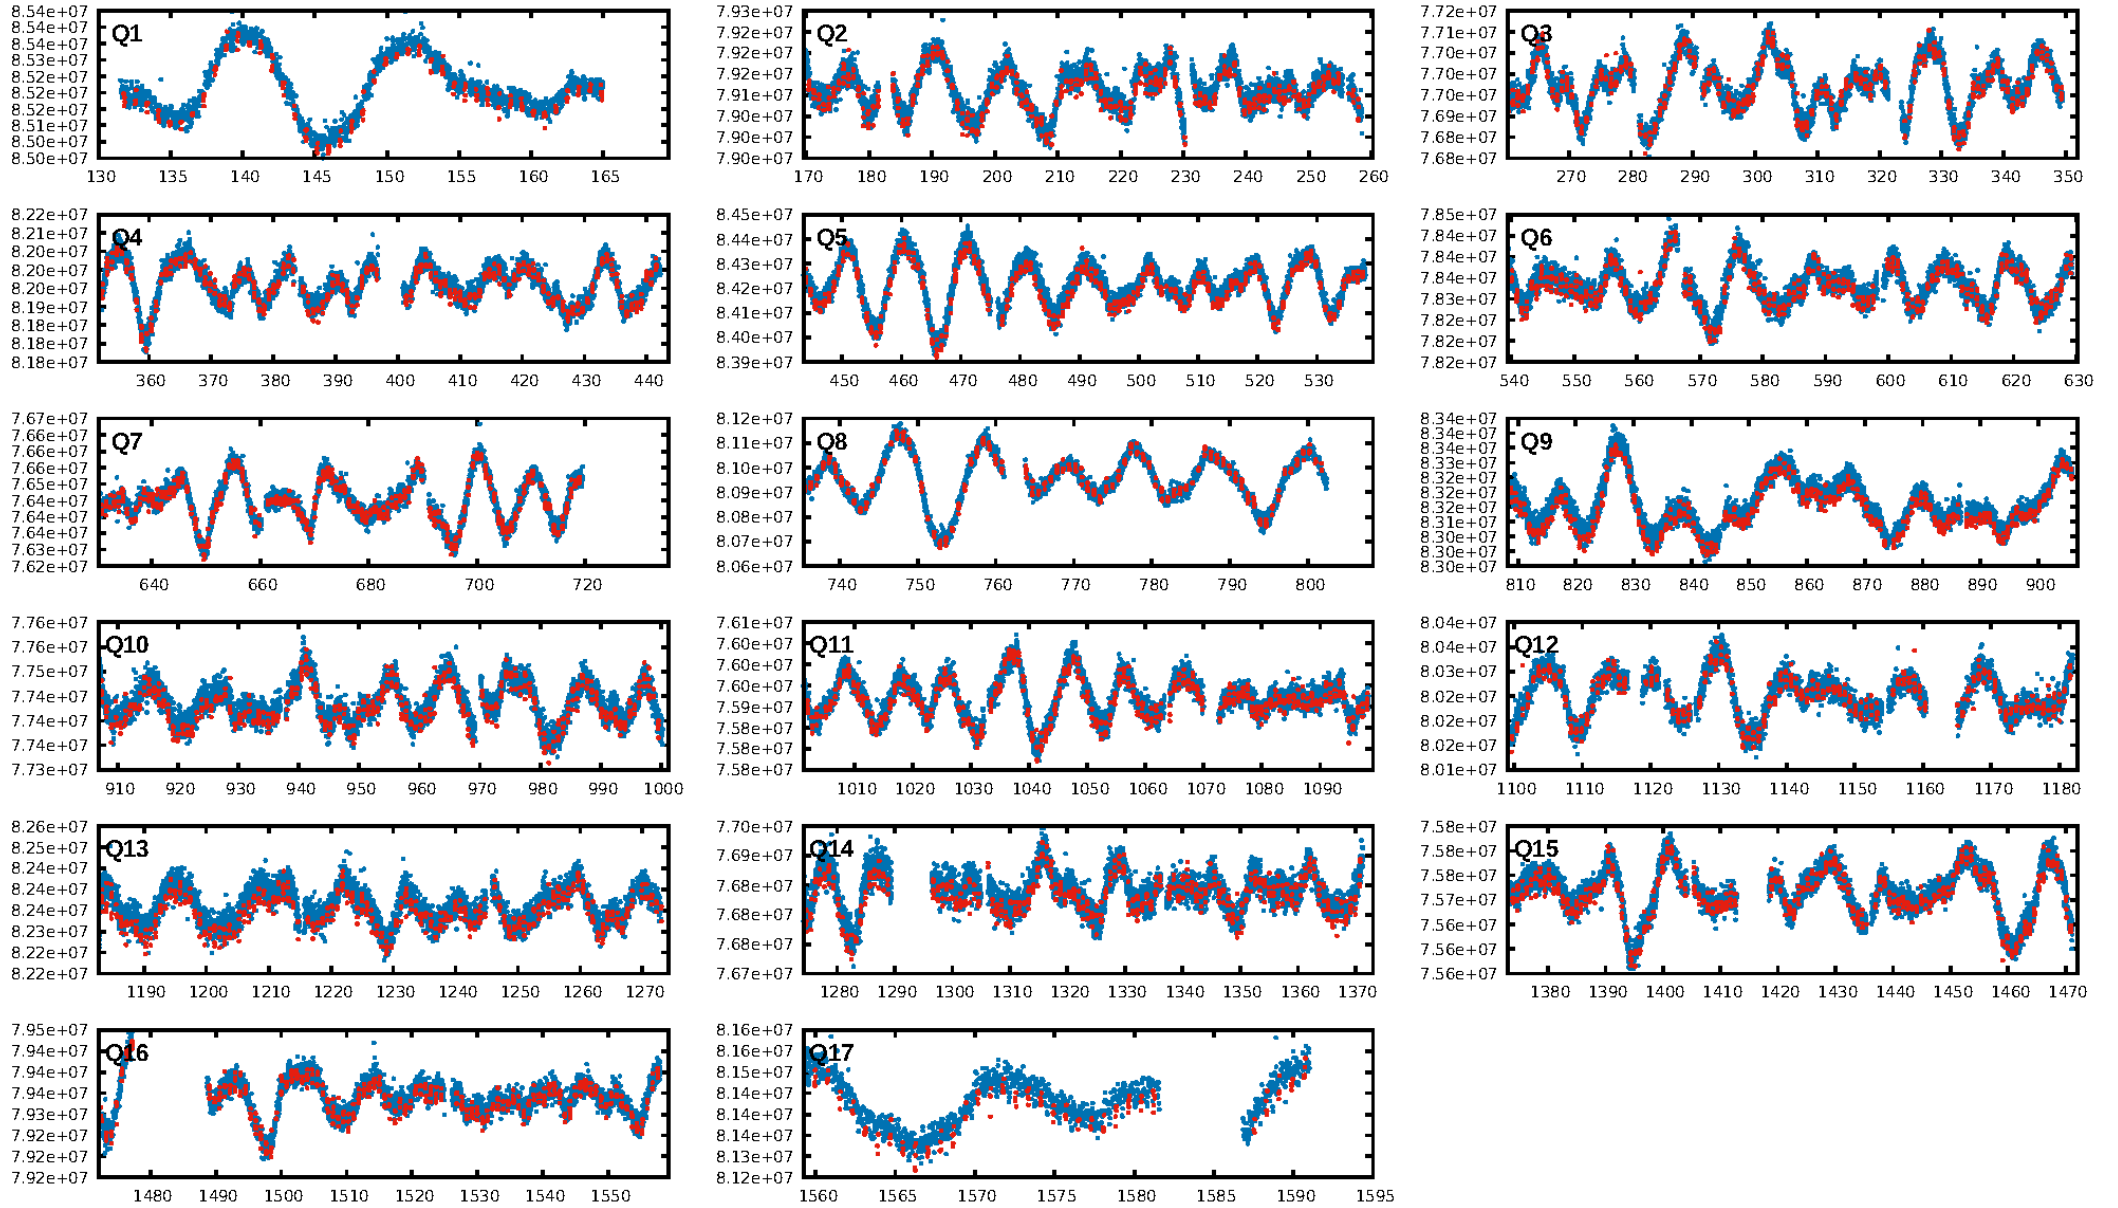 8.54e+07 8.54e+07 8.53e+07 8.52e+07 8.52e+07 8.51e+07 8.50e+07 8.50e+07
Q1
130 135 140 145 150 155 160 165
7.93e+07 7.92e+07 7.92e+07 7.91e+07 7.90e+07 7.90e+07 7.90e+07
Q2
170 180 190 200 210 220 230 240 250 260
7.72e+07 7.71e+07 7.70e+07 7.70e+07 7.70e+07 7.69e+07 7.68e+07
Q3
270 280 290 300 310 320 330 340 350
8.22e+07 8.21e+07 8.20e+07 8.20e+07 8.20e+07 8.19e+07 8.18e+07 8.18e+07 8.18e+07
Q4
360 370 380 390 400 410 420 430 440
8.45e+07 8.44e+07 8.43e+07 8.42e+07 8.41e+07 8.40e+07 8.39e+07
Q5
450 460 470 480 490 500 510 520 530
7.85e+07 7.84e+07 7.84e+07 7.84e+07 7.83e+07 7.82e+07 7.82e+07 7.82e+07
Q6
540 550 560 570 580 590 600 610 620 630
7.67e+07 7.66e+07 7.66e+07 7.66e+07 7.65e+07 7.64e+07 7.64e+07 7.64e+07 7.63e+07 7.62e+07
Q7
640 660 680 700 720
8.12e+07 8.11e+07 8.10e+07 8.09e+07 8.08e+07 8.07e+07 8.06e+07
Q8
740 750 760 770 780 790 800
8.34e+07 8.34e+07 8.34e+07 8.33e+07 8.33e+07 8.32e+07 8.32e+07 8.31e+07 8.30e+07 8.30e+07 8.30e+07
Q9
810 820 830 840 850 860 870 880 890 900
7.76e+07 7.76e+07 7.75e+07 7.74e+07 7.74e+07 7.74e+07 7.73e+07
Q10
910 920 930 940 950 960 970 980 990 1000
7.61e+07 7.60e+07 7.60e+07 7.60e+07 7.59e+07 7.58e+07 7.58e+07 7.58e+07
Q11
1010 1020 1030 1040 1050 1060 1070 1080 1090
8.04e+07 8.04e+07 8.03e+07 8.02e+07 8.02e+07 8.02e+07 8.01e+07
Q12
1100 1110 1120 1130 1140 1150 1160 1170 1180
8.26e+07 8.25e+07 8.24e+07 8.24e+07 8.24e+07 8.23e+07 8.22e+07 8.22e+07
Q13
1190 1200 1210 1220 1230 1240 1250 1260 1270
7.70e+07 7.69e+07 7.68e+07 7.68e+07 7.68e+07 7.67e+07
Q14
1280 1290 1300 1310 1320 1330 1340 1350 1360 1370
7.58e+07 7.58e+07 7.58e+07 7.57e+07 7.56e+07 7.56e+07 7.56e+07
Q15
1380 1390 1400 1410 1420 1430 1440 1450 1460 1470
7.95e+07 7.94e+07 7.94e+07 7.94e+07 7.93e+07 7.92e+07 7.92e+07 7.92e+07
Q16
1480 1490 1500 1510 1520 1530 1540 1550
8.16e+07 8.16e+07 8.15e+07 8.14e+07 8.14e+07 8.13e+07 8.12e+07
Q17
1560 1565 1570 1575 1580 1585 1590 1595